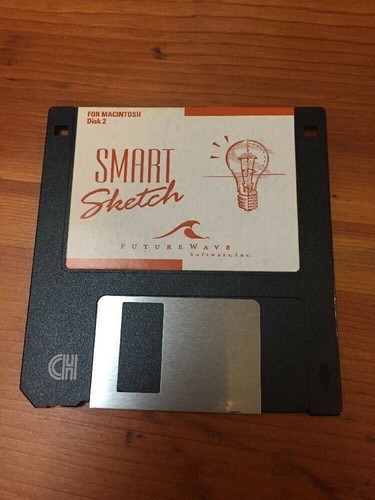 FOR MACINTOSH
Disk 2
SMART
Sketch
FUTUREWAVE
Software, Inc.
CH